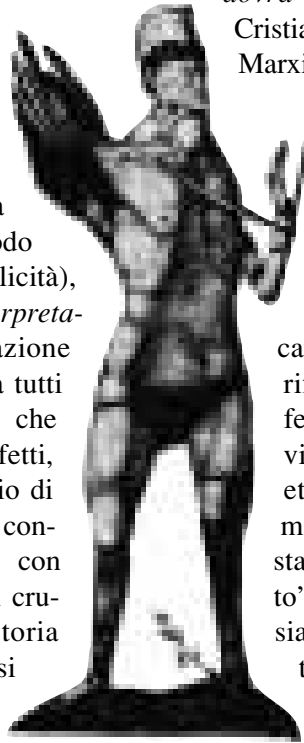 Cristia
Marxi
a
odo
licità),
rpreta-
azione
a tutti
che
fetti,
io di
con-
con
cru-
toria
si
ca
fe
vi
et
m
sta
to’
sia
t